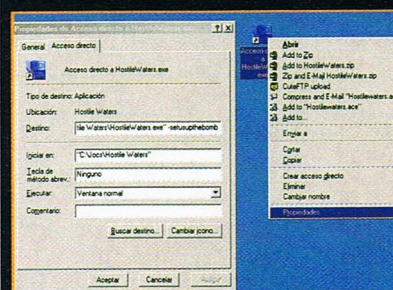 Propiedades de Acceso directo a HostileWaters...
General Acceso directo
Acceso directo a HostileWaters.exe
Tipo de destino: Aplicación
Ubicación: Hostile Waters
Destino: tile Waters\HostileWaters.exe" -setusupthebomb
Iniciar en: "C:\Jocs\Hostile Waters"
Tecla de método abrev.: Ninguno
Ejecutar: Ventana normal
Comentario:
Buscar destino... Cambiar icono...
Aceptar Cancelar
Acceso
a
HostileW
exe
Abrir
Add to Zip
Add to HostileWaters.zip
Zip and E-Mail HostileWaters.zip
CuteFTP upload
Compress and E-Mail "Hostilewaters.a
Add to "Hostilewaters.ace"
Add to...
Enviar a
Cortar
Copiar
Crear acceso directo
Eliminar
Cambiar nombre
Propiedades